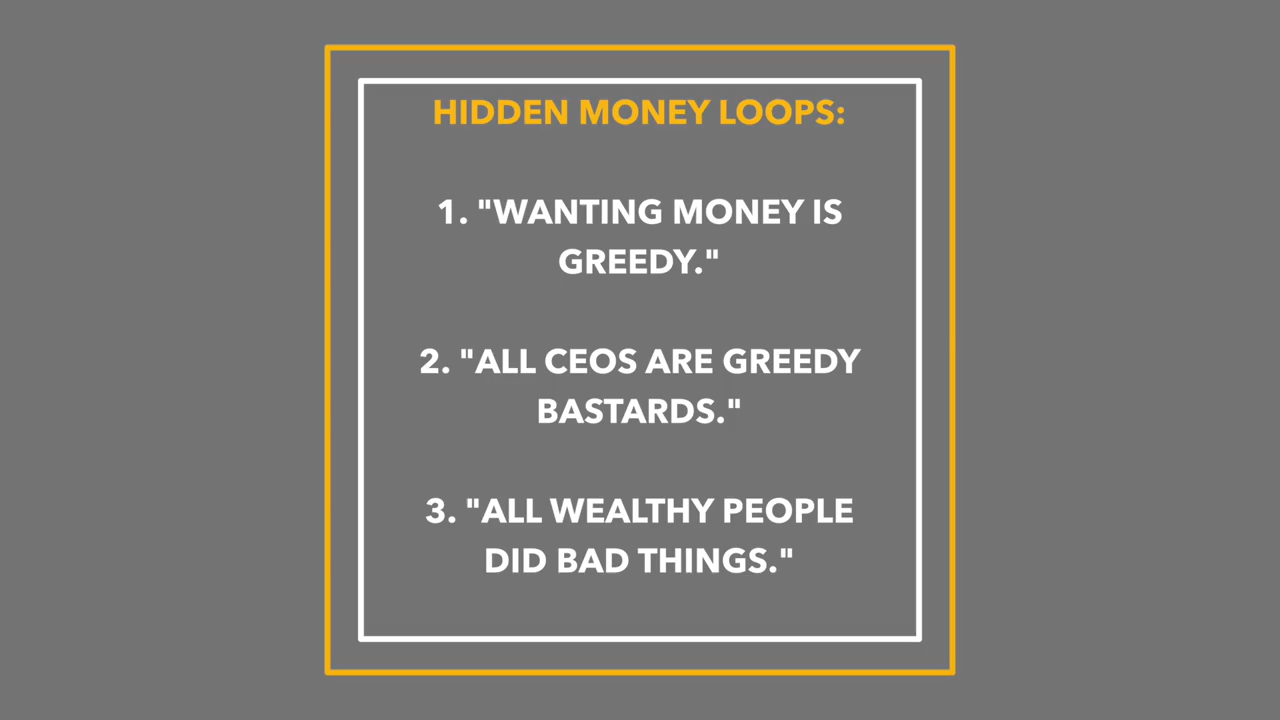 HIDDEN MONEY LOOPS:
1. "WANTING MONEY IS
GREEDY."
2. "ALL CEOS ARE GREEDY
BASTARDS."
3. "ALL WEALTHY PEOPLE
DID BAD THINGS."